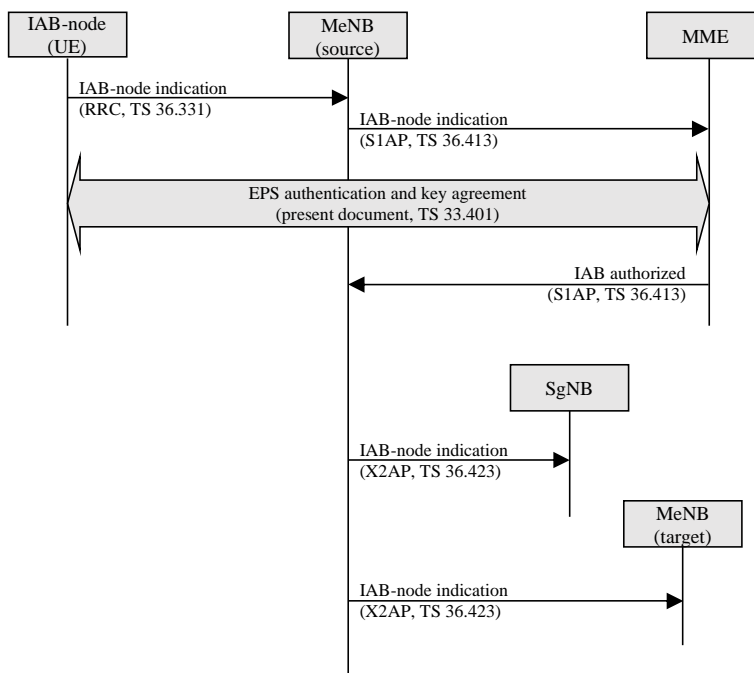 IAB-node
(UE)
MeNB
(source)
MME
IAB-node indication
(RRC, TS 36.331)
IAB-node indication
(S1AP, TS 36.413)
EPS authentication and key agreement
(present document, TS 33.401)
IAB authorized
(S1AP, TS 36.413)
SgNB
IAB-node indication
(X2AP, TS 36.423)
MeNB
(target)
IAB-node indication
(X2AP, TS 36.423)